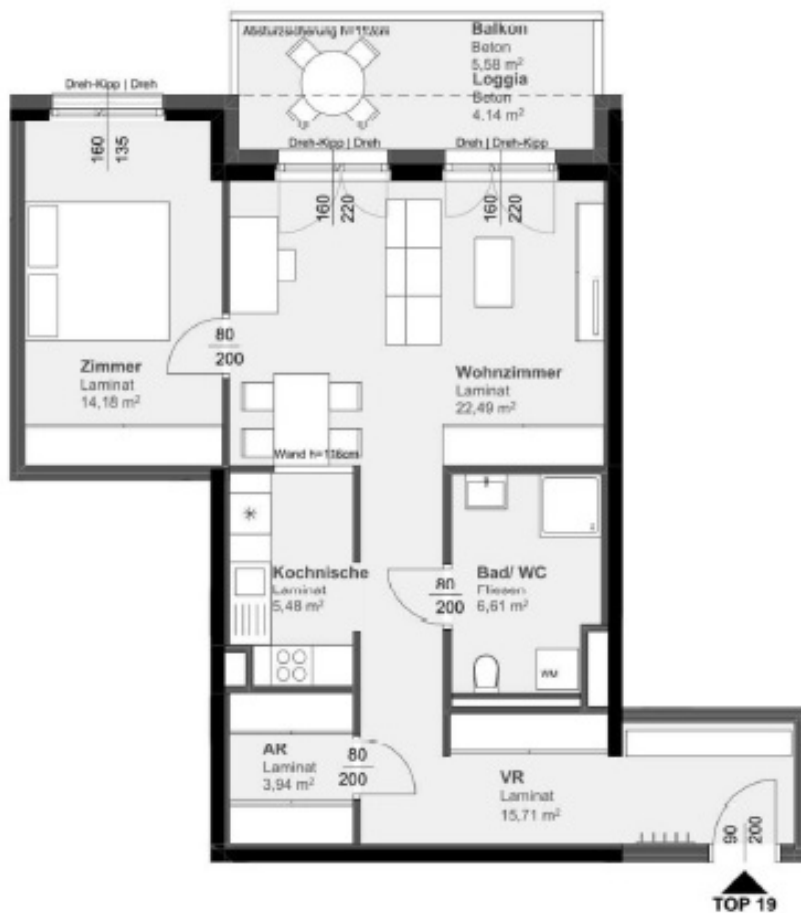 Absturzsicherung h=112cm
Balkon
Beton
5,58 m²
Loggia
Beton
4,14 m²
Dreh-Kipp | Dreh
160
135
Dreh-Kipp | Dreh
Dreh | Dreh-Kipp
160
220
160
220
80
200
Zimmer
Laminat
14,18 m²
Wohnzimmer
Laminat
22,49 m²
Wand h=136cm
Kochnische
Laminat
5,48 m²
80
200
Bad/ WC
Fliesen
6,61 m²
WM
AR
Laminat
3,94 m²
80
200
VR
Laminat
15,71 m²
90
200
TOP 19